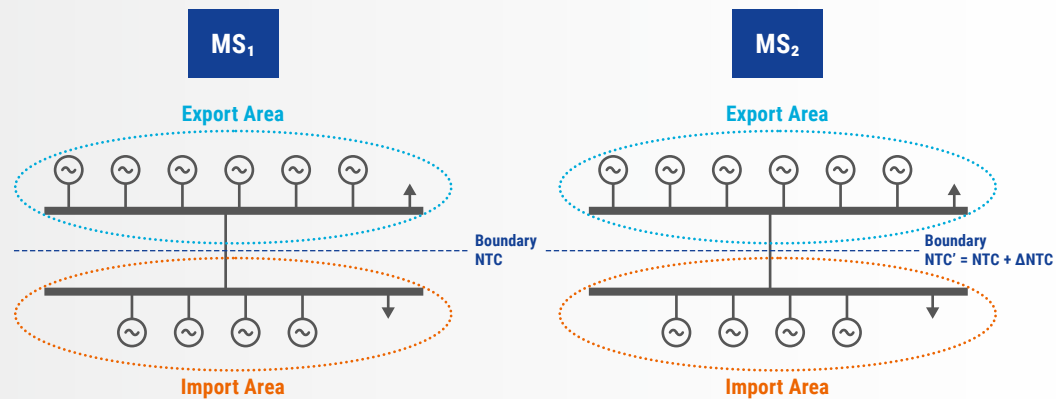 MS₁
MS₂
Export Area
Export Area
Boundary
NTC
Boundary
NTC’ = NTC + ΔNTC
Import Area
Import Area